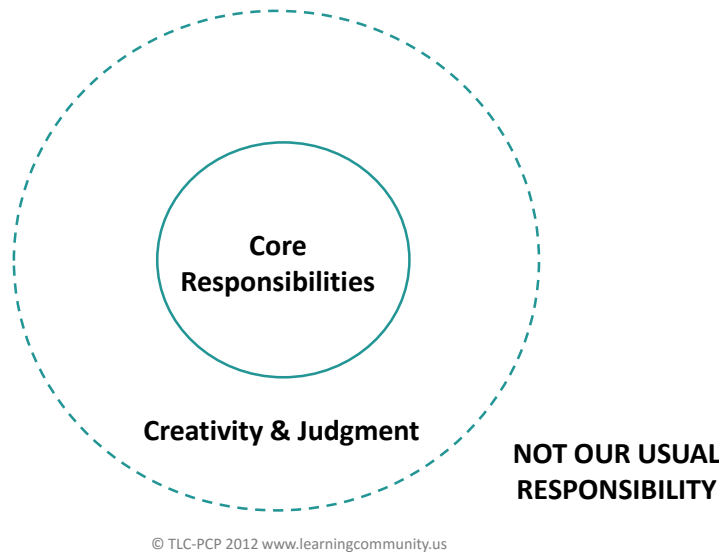 Core
Responsibilities
Creativity & Judgment
NOT OUR USUAL
RESPONSIBILITY
© TLC-PCP 2012 www.learningcommunity.us